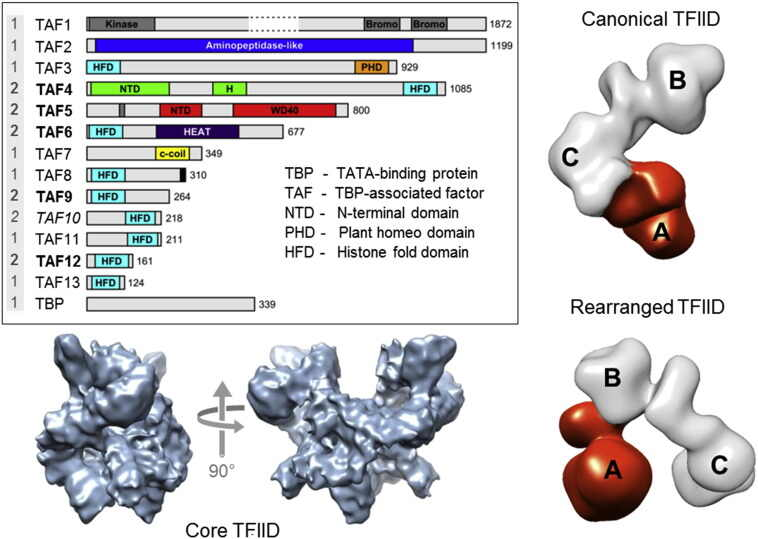 1 TAF1 Kinase Bromo Bromo 1872
1 TAF2 Aminopeptidase-like 1199
1 TAF3 HFD PHD 929
2 TAF4 NTD H HFD 1085
2 TAF5 NTD WD40 800
2 TAF6 HFD HEAT 677
1 TAF7 c-coil 349
1 TAF8 HFD 310
2 TAF9 HFD 264
2 TAF10 HFD 218
1 TAF11 HFD 211
2 TAF12 HFD 161
1 TAF13 HFD 124
1 TBP 339
TBP - TATA-binding protein
TAF - TBP-associated factor
NTD - N-terminal domain
PHD - Plant homeo domain
HFD - Histone fold domain
Canonical TFIID
B
C
A
Rearranged TFIID
B
A
C
90°
Core TFIID